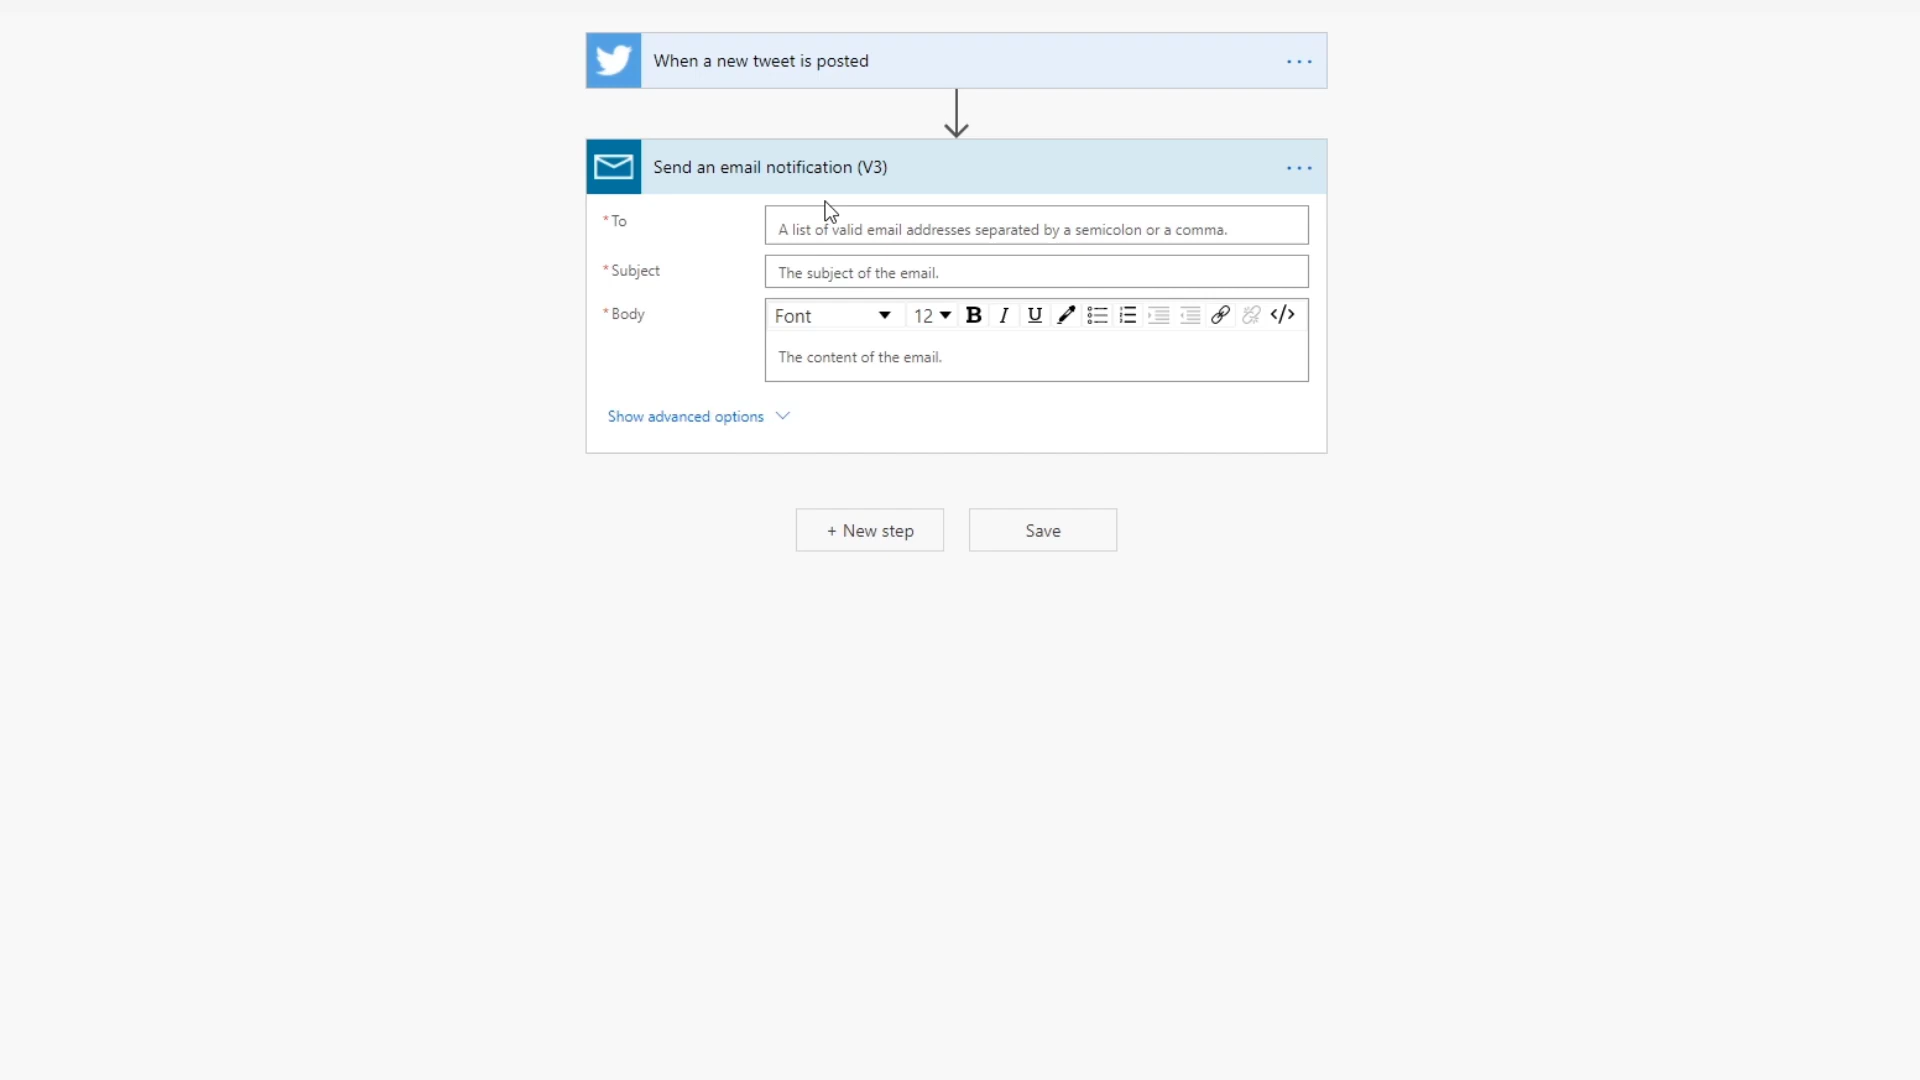 When a new tweet is posted
Send an email notification (V3)
* To
A list of valid email addresses separated by a semicolon or a comma.
* Subject
The subject of the email.
* Body
Font 12 B I U </>
The content of the email.
Show advanced options
+ New step
Save